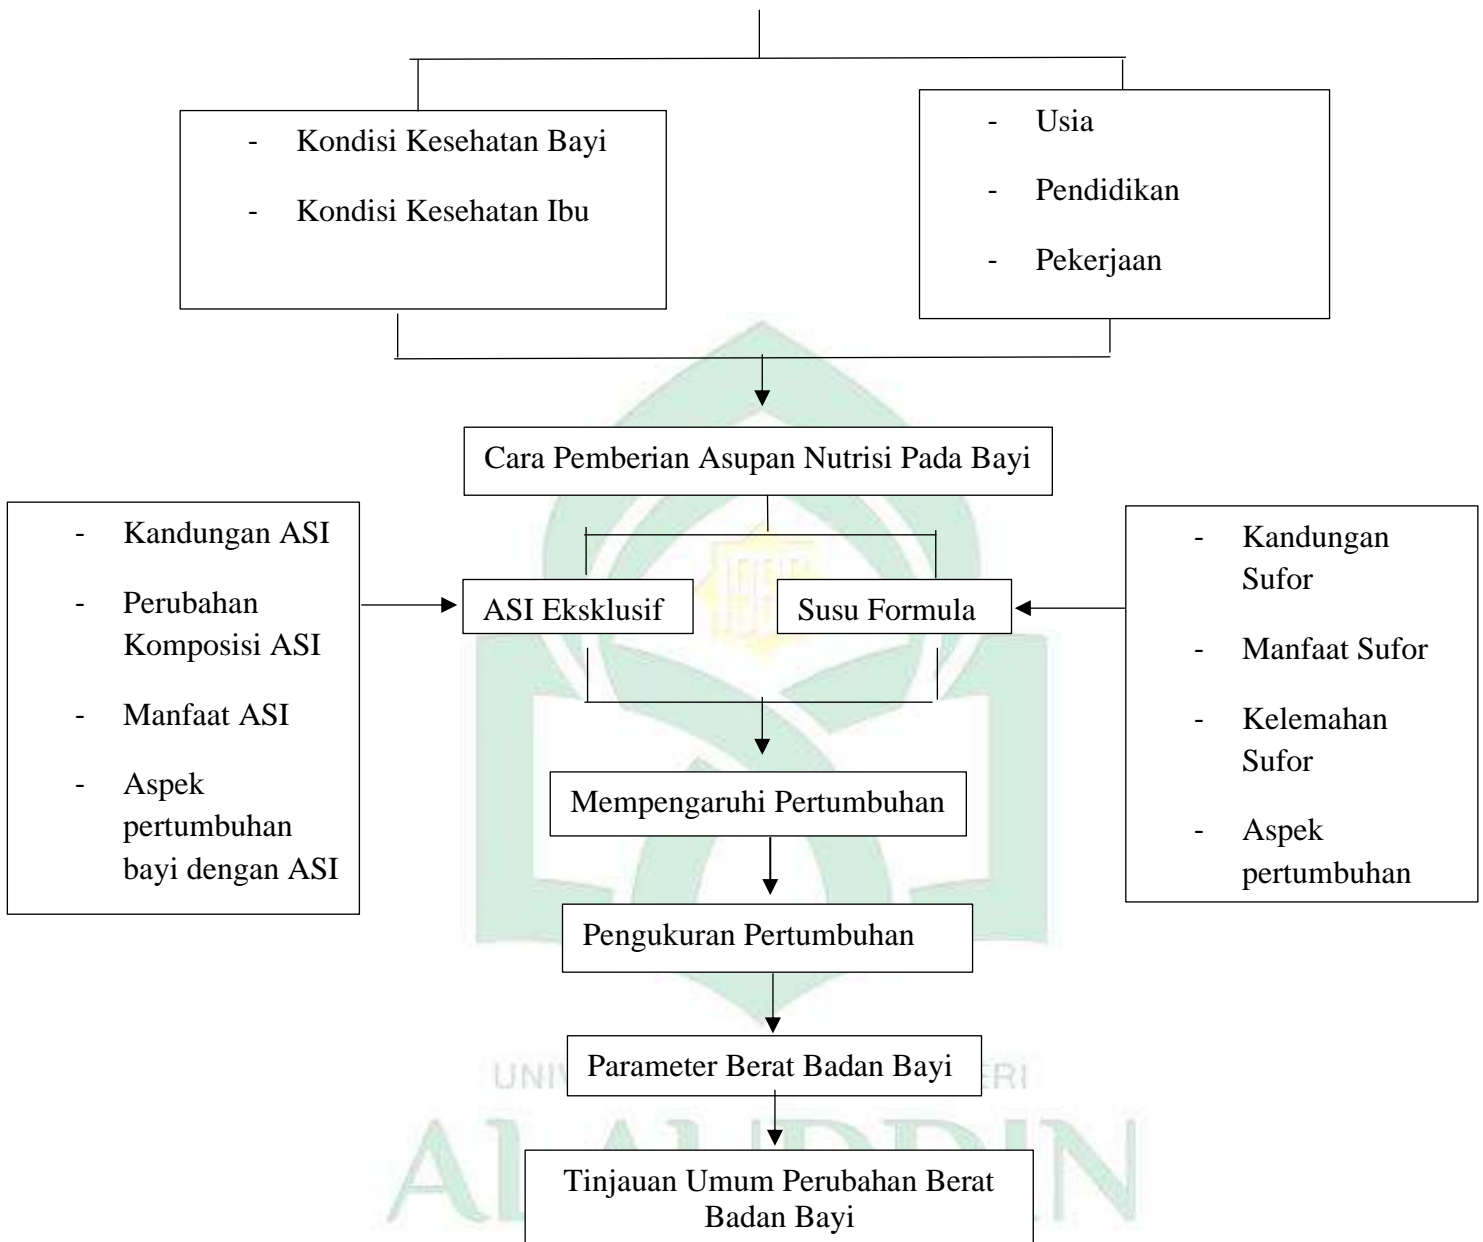 - Kondisi Kesehatan Bayi
- Kondisi Kesehatan Ibu
- Usia
- Pendidikan
- Pekerjaan
Cara Pemberian Asupan Nutrisi Pada Bayi
- Kandungan ASI
- Perubahan
Komposisi ASI
- Manfaat ASI
- Aspek
pertumbuhan
bayi dengan ASI
ASI Eksklusif
Susu Formula
- Kandungan
Sufor
- Manfaat Sufor
- Kelemahan
Sufor
- Aspek
pertumbuhan
Mempengaruhi Pertumbuhan
Pengukuran Pertumbuhan
Parameter Berat Badan Bayi
Tinjauan Umum Perubahan Berat
Badan Bayi